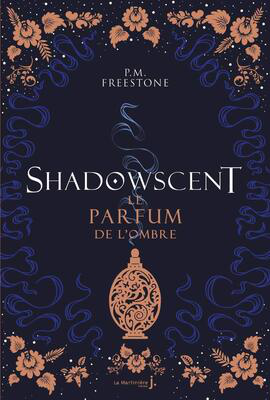 P.M.
FREESTONE
SHADOWSCENT
LE
PARFUM
DE L'OMBRE
La Martinière